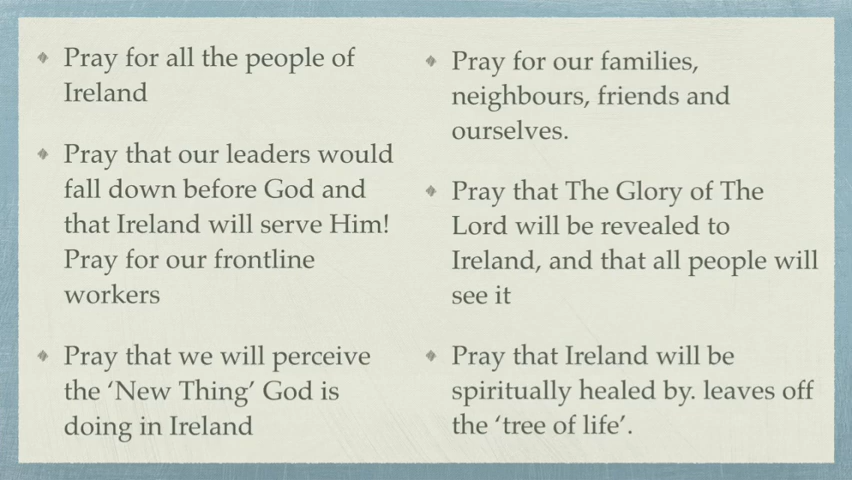 Pray for all the people of
Ireland
Pray that our leaders would
fall down before God and
that Ireland will serve Him!
Pray for our frontline
workers
Pray that we will perceive
the ‘New Thing’ God is
doing in Ireland
Pray for our families,
neighbours, friends and
ourselves.
Pray that The Glory of The
Lord will be revealed to
Ireland, and that all people will
see it
Pray that Ireland will be
spiritually healed by. leaves off
the ‘tree of life’.